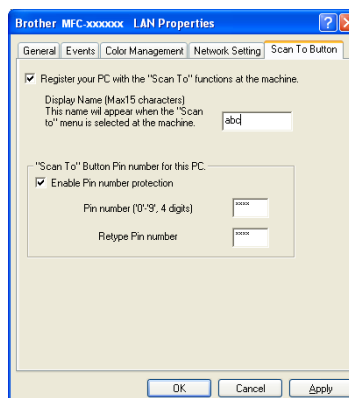 Brother MFC-xxxxxx LAN Properties
General Events Color Management Network Setting Scan To Button
Register your PC with the "Scan To" functions at the machine.
Display Name (Max15 characters)
This name will appear when the "Scan
to" menu is selected at the machine.
abc
"Scan To" Button Pin number for this PC.
Enable Pin number protection
Pin number ('0'-'9', 4 digits)
xxxx
Retype Pin number
xxxx
OK Cancel Apply